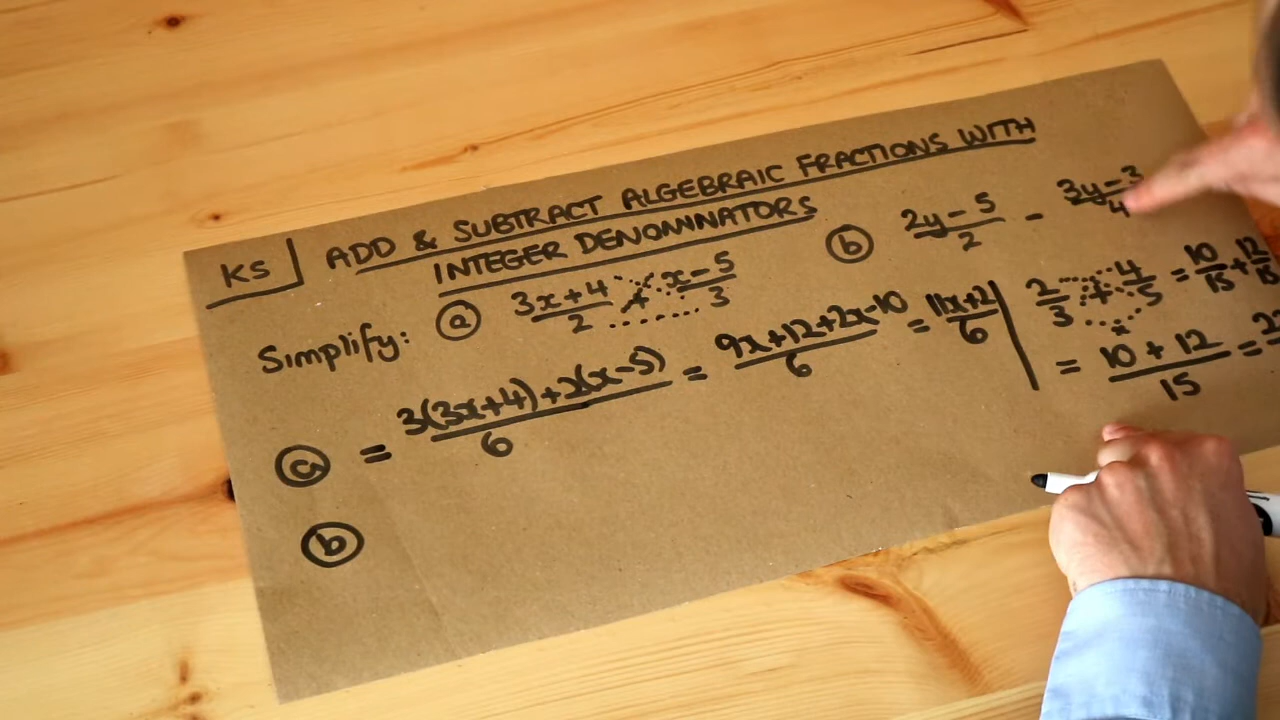 K5 ADD & SUBTRACT ALGEBRAIC FRACTIONS WITH
INTEGER DENOMINATORS
Simplify: (a) (3x+4)/2 + (x-5)/3
(b) (2y-5)/2 - (3y-3)/4
(a) = (3(3x+4)+2(x-5))/6 = (9x+12+2x-10)/6 = (11x+2)/6
2/3 + 4/5 = 10/15 + 12/15
= (10+12)/15 =
(b)